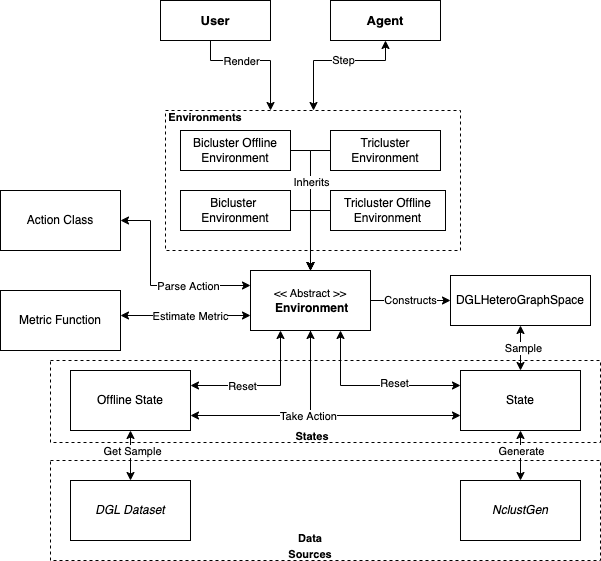 User
Agent
Render
Step
Environments
Bicluster Offline
Environment
Tricluster
Environment
Inherits
Bicluster
Environment
Tricluster Offline
Environment
Action Class
Parse Action
<< Abstract >>
Environment
Constructs
DGLHeteroGraphSpace
Metric Function
Estimate Metric
Sample
Reset
Reset
Offline State
State
Take Action
States
Get Sample
Generate
DGL Dataset
NclustGen
Data
Sources